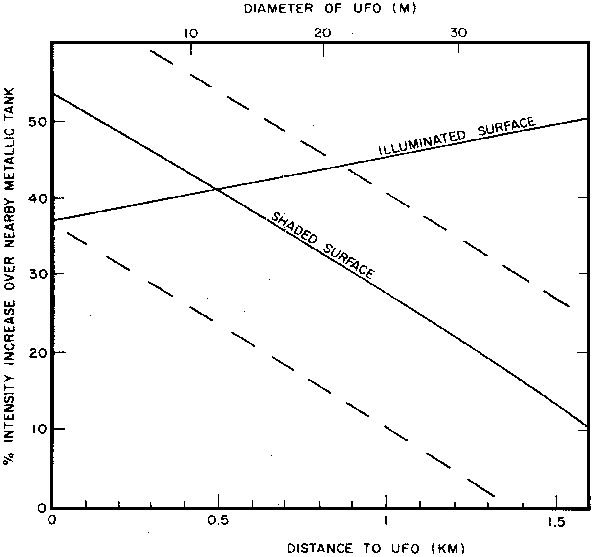 DIAMETER OF UFO (M)
10 20 30
% INTENSITY INCREASE OVER NEARBY METALLIC TANK
50
40
30
20
10
0
ILLUMINATED SURFACE
SHADED SURFACE
0 0.5 1 1.5
DISTANCE TO UFO (KM)